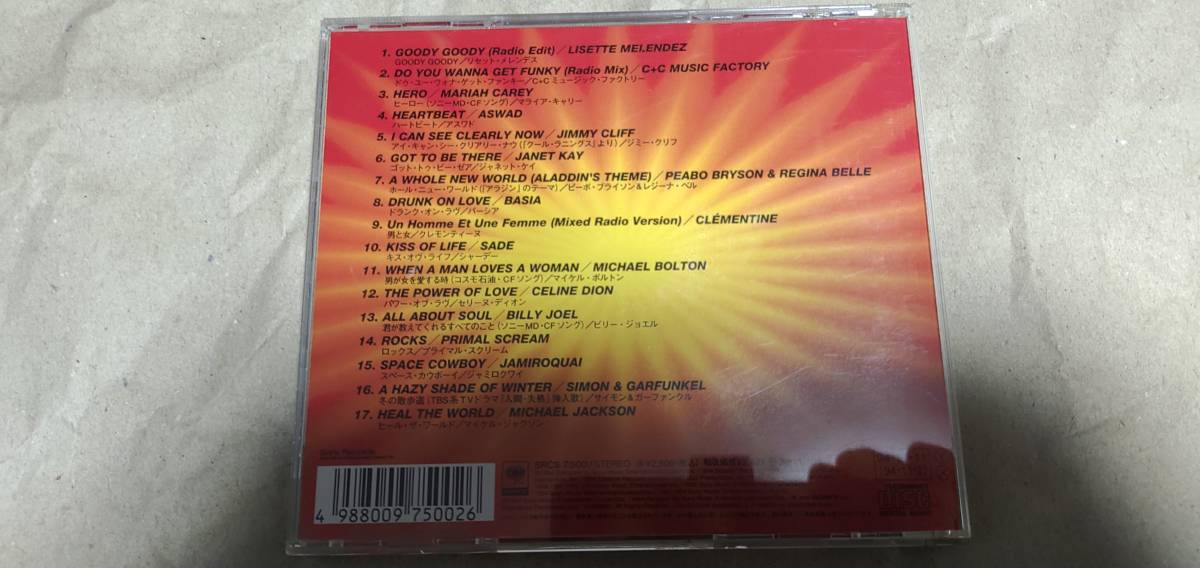 1. GOODY GOODY (Radio Edit)／LISETTE MELENDEZ
GOODY GOODY／リセット・メレンデス
2. DO YOU WANNA GET FUNKY (Radio Mix)／C+C MUSIC FACTORY
ドゥ・ユー・ウォナ・ゲット・ファンキー／C+Cミュージック・ファクトリー
3. HERO／MARIAH CAREY
ヒーロー(ソニーMD・CFソング)／マライア・キャリー
4. HEARTBEAT／ASWAD
ハートビート／アスワド
5. I CAN SEE CLEARLY NOW／JIMMY CLIFF
アイ・キャン・シー・クリアリー・ナウ(「クール・ランニングス」より)／ジミー・クリフ
6. GOT TO BE THERE／JANET KAY
ゴット・トゥ・ビー・ゼア／ジャネット・ケイ
7. A WHOLE NEW WORLD (ALADDIN'S THEME)／PEABO BRYSON & REGINA BELLE
ホール・ニュー・ワールド(「アラジン」のテーマ)／ピーボ・ブライソン&レジーナ・ベル
8. DRUNK ON LOVE／BASIA
ドランク・オン・ラヴ／バーシア
9. Un Homme Et Une Femme (Mixed Radio Version)／CLÉMENTINE
男と女／クレモンティーヌ
10. KISS OF LIFE／SADE
キス・オヴ・ライフ／シャーデー
11. WHEN A MAN LOVES A WOMAN／MICHAEL BOLTON
男が女を愛する時(コスモ石油・CFソング)／マイケル・ボルトン
12. THE POWER OF LOVE／CELINE DION
パワー・オブ・ラヴ／セリーヌ・ディオン
13. ALL ABOUT SOUL／BILLY JOEL
君が教えてくれるすべてのこと(ソニーMD・CFソング)／ビリー・ジョエル
14. ROCKS／PRIMAL SCREAM
ロックス／プライマル・スクリーム
15. SPACE COWBOY／JAMIROQUAI
スペース・カウボーイ／ジャミロクワイ
16. A HAZY SHADE OF WINTER／SIMON & GARFUNKEL
冬の散歩道(TBS系TVドラマ「人間・失格」挿入歌)／サイモン&ガーファンクル
17. HEAL THE WORLD／MICHAEL JACKSON
ヒール・ザ・ワールド／マイケル・ジャクソン
Sony Records
SRCS 7500／STEREO
4 988009 750026